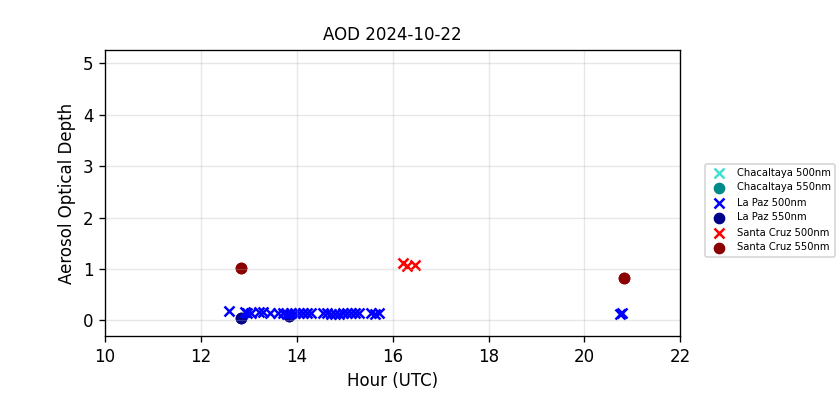 AOD 2024-10-22
Aerosol Optical Depth
5
4
3
2
1
0
10 12 14 16 18 20 22
Hour (UTC)
Chacaltaya 500nm
Chacaltaya 550nm
La Paz 500nm
La Paz 550nm
Santa Cruz 500nm
Santa Cruz 550nm